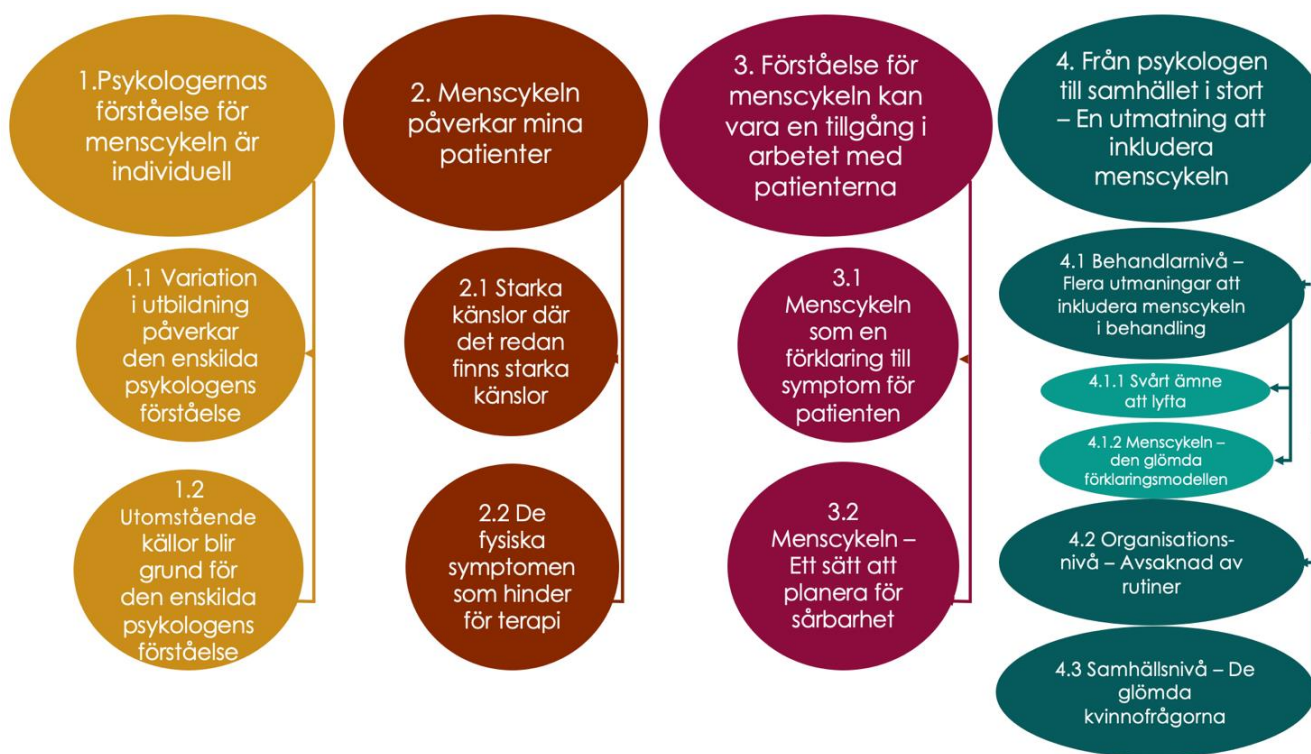 1.Psykologernas
förståelse för
menscykeln är
individuell
1.1 Variation
i utbildning
påverkar
den enskilda
psykologens
förståelse
1.2
Utomstående
källor blir
grund för
den enskilda
psykologens
förståelse
2. Menscykeln
påverkar mina
patienter
2.1 Starka
känslor där
det redan
finns starka
känslor
2.2 De
fysiska
symptomen
som hinder
för terapi
3. Förståelse för
menscykeln kan
vara en tillgång i
arbetet med
patienterna
3.1
Menscykeln
som en
förklaring till
symptom för
patienten
3.2
Menscykeln –
Ett sätt att
planera för
sårbarhet
4. Från psykologen
till samhället i stort
– En utmatning att
inkludera
menscykeln
4.1 Behandlarnivå –
Flera utmaningar att
inkludera menscykeln
i behandling
4.1.1 Svårt ämne
att lyfta
4.1.2 Menscykeln –
den glömda
förklaringsmodellen
4.2 Organisations-
nivå – Avsaknad av
rutiner
4.3 Samhällsnivå – De
glömda
kvinnofrågorna